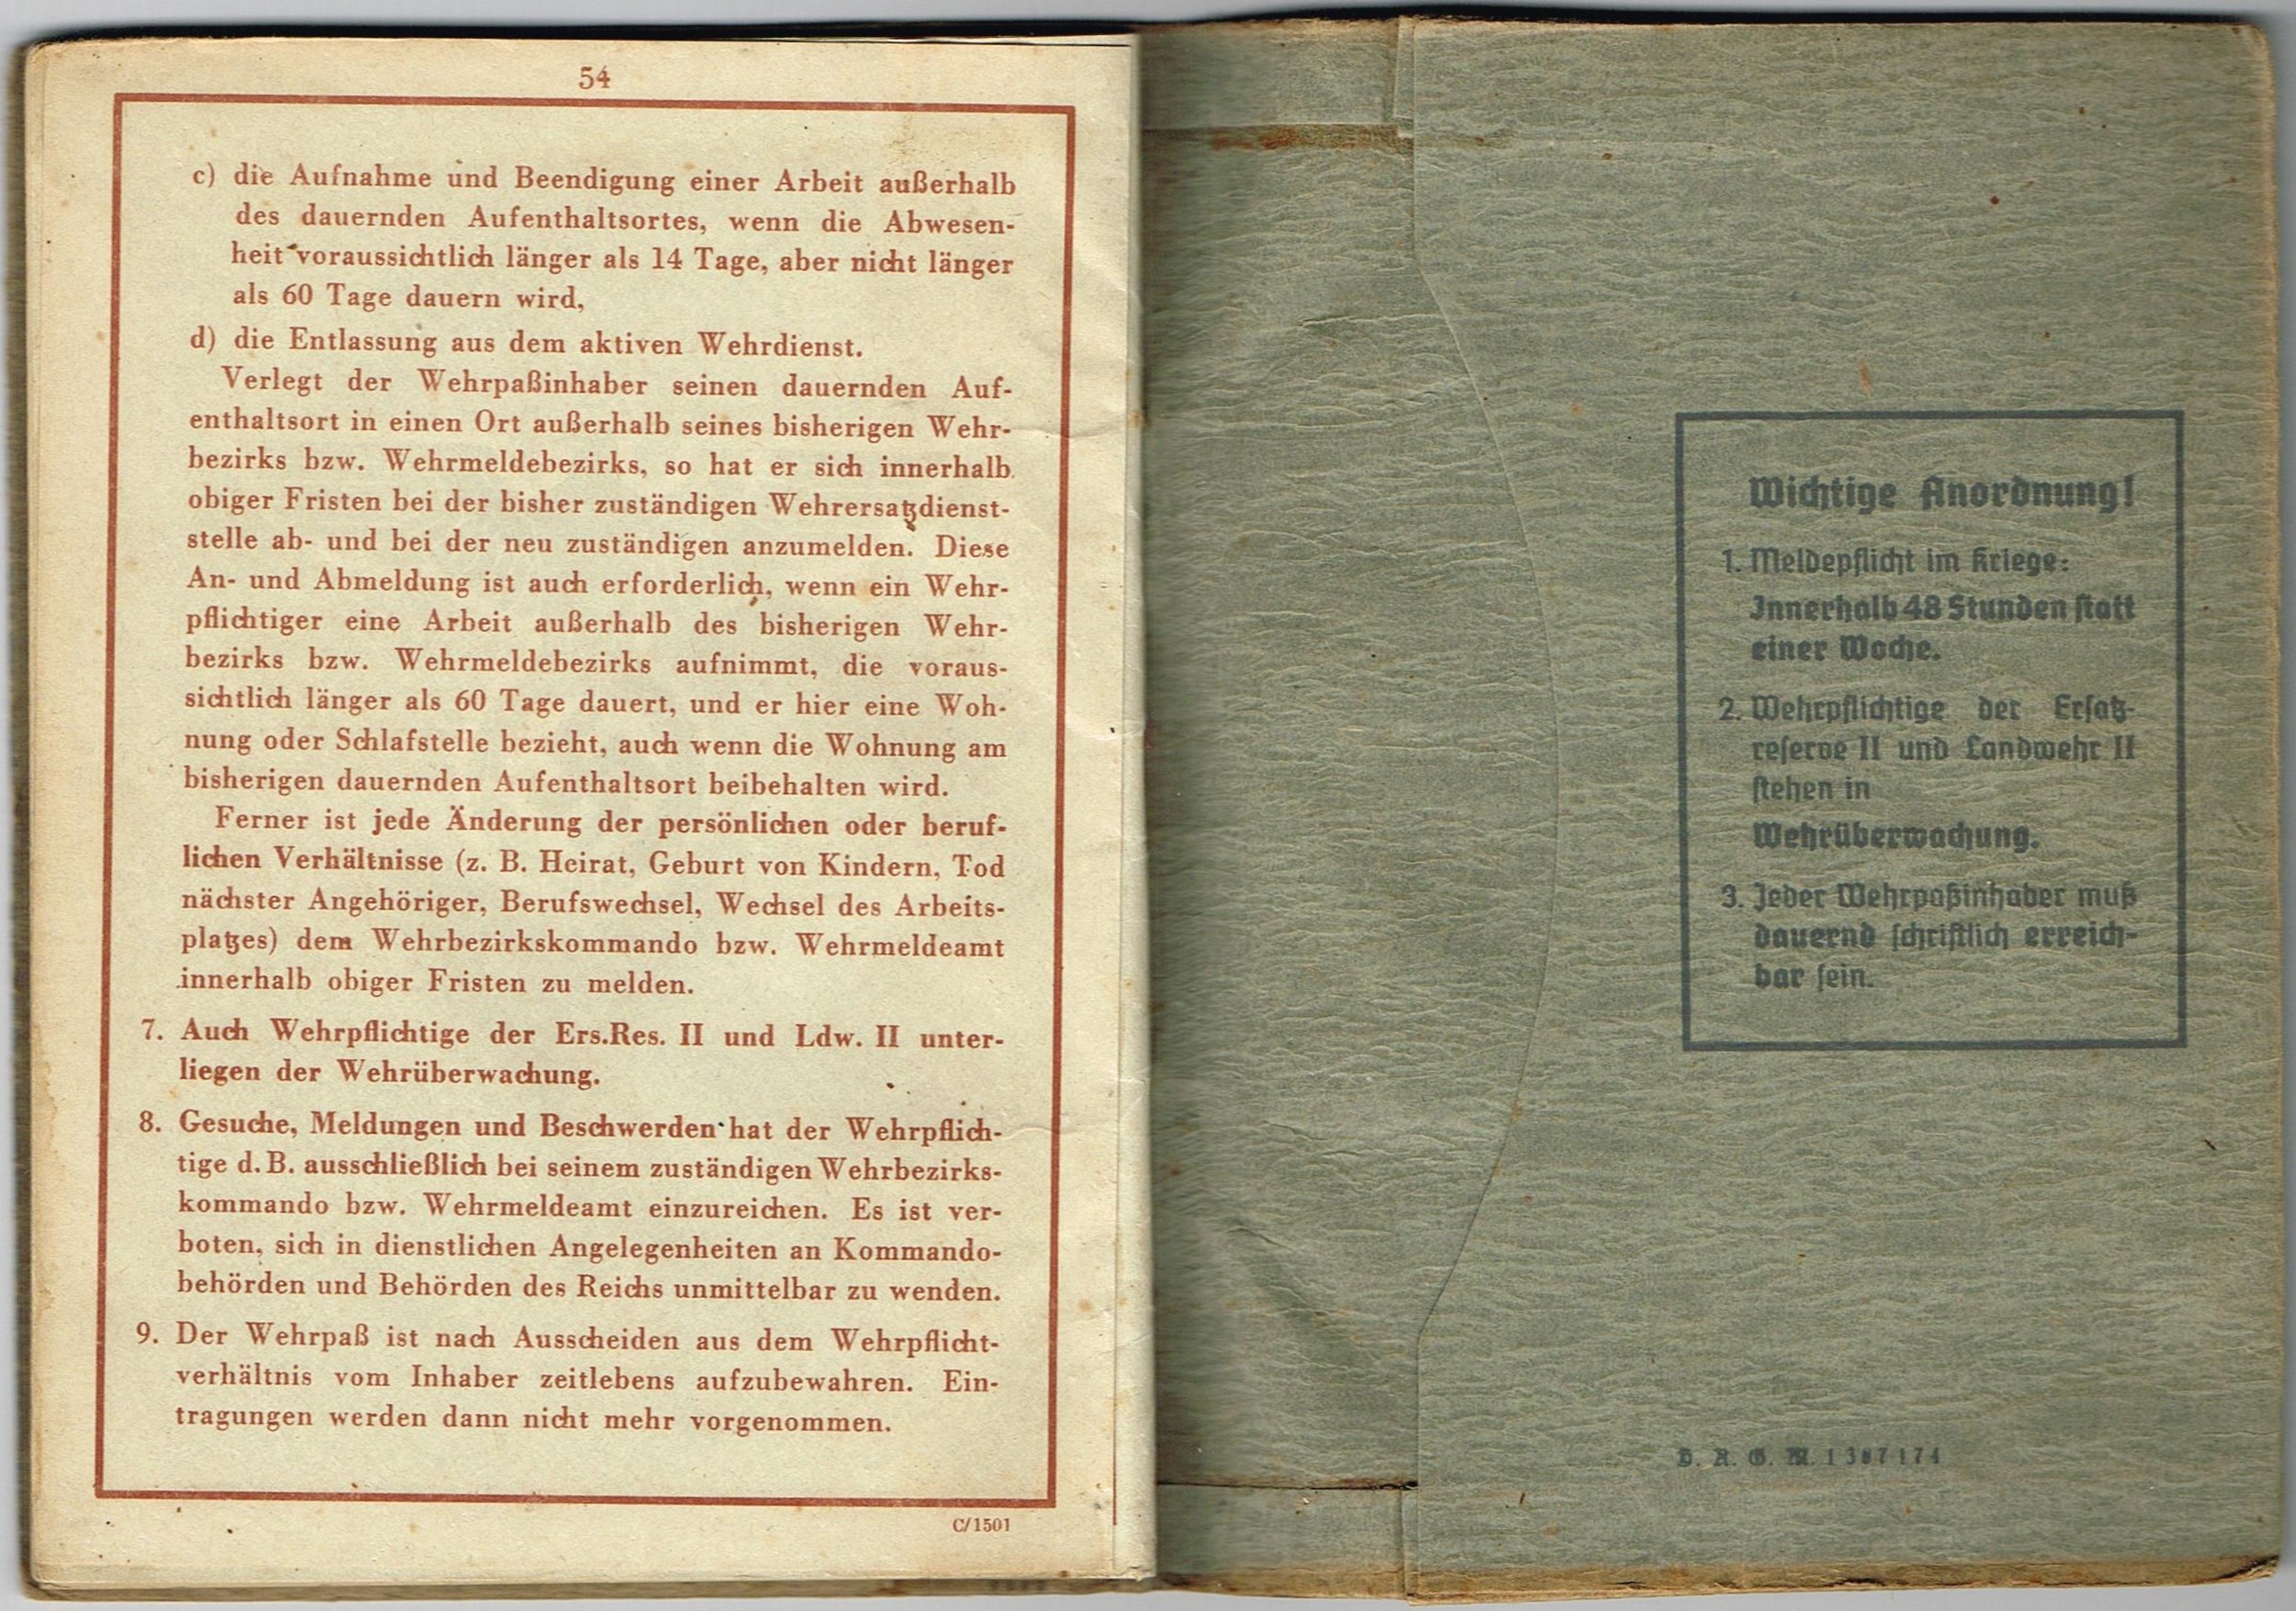 54
c) die Aufnahme und Beendigung einer Arbeit außerhalb
des dauernden Aufenthaltsortes, wenn die Abwesen-
heit voraussichtlich länger als 14 Tage, aber nicht länger
als 60 Tage dauern wird,
d) die Entlassung aus dem aktiven Wehrdienst.
Verlegt der Wehrpaßinhaber seinen dauernden Auf-
enthaltsort in einen Ort außerhalb seines bisherigen Wehr-
bezirks bzw. Wehrmeldebezirks, so hat er sich innerhalb
obiger Fristen bei der bisher zuständigen Wehrersatzdienst-
stelle ab- und bei der neu zuständigen anzumelden. Diese
An- und Abmeldung ist auch erforderlich, wenn ein Wehr-
pflichtiger eine Arbeit außerhalb des bisherigen Wehr-
bezirks bzw. Wehrmeldebezirks aufnimmt, die voraus-
sichtlich länger als 60 Tage dauert, und er hier eine Woh-
nung oder Schlafstelle bezieht, auch wenn die Wohnung am
bisherigen dauernden Aufenthaltsort beibehalten wird.
Ferner ist jede Änderung der persönlichen oder beruf-
lichen Verhältnisse (z. B. Heirat, Geburt von Kindern, Tod
nächster Angehöriger, Berufswechsel, Wechsel des Arbeits-
platzes) dem Wehrbezirkskommando bzw. Wehrmeldeamt
innerhalb obiger Fristen zu melden.
7. Auch Wehrpflichtige der Ers.Res. II und Ldw. II unter-
liegen der Wehrüberwachung.
8. Gesuche, Meldungen und Beschwerden hat der Wehrpflich-
tige d. B. ausschließlich bei seinem zuständigen Wehrbezirks-
kommando bzw. Wehrmeldeamt einzureichen. Es ist ver-
boten, sich in dienstlichen Angelegenheiten an Kommando-
behörden und Behörden des Reichs unmittelbar zu wenden.
9. Der Wehrpaß ist nach Ausscheiden aus dem Wehrpflicht-
verhältnis vom Inhaber zeitlebens aufzubewahren. Ein-
tragungen werden dann nicht mehr vorgenommen.
C/1501
Wichtige Anordnung!
1. Meldepflicht im Kriege:
Innerhalb 48 Stunden statt
einer Woche.
2. Wehrpflichtige der Ersatz-
reserve II und Landwehr II
stehen in
Wehrüberwachung.
3. Jeder Wehrpaßinhaber muß
dauernd schriftlich erreich-
bar sein.
D. R. G. M. 1 387 174